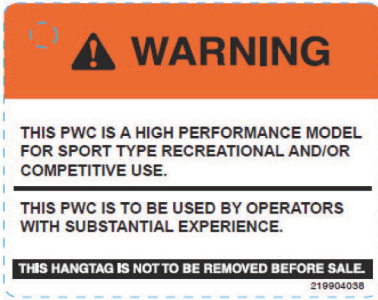 WARNING
THIS PWC IS A HIGH PERFORMANCE MODEL
FOR SPORT TYPE RECREATIONAL AND/OR
COMPETITIVE USE.
THIS PWC IS TO BE USED BY OPERATORS
WITH SUBSTANTIAL EXPERIENCE.
THIS HANGTAG IS NOT TO BE REMOVED BEFORE SALE.
219904038